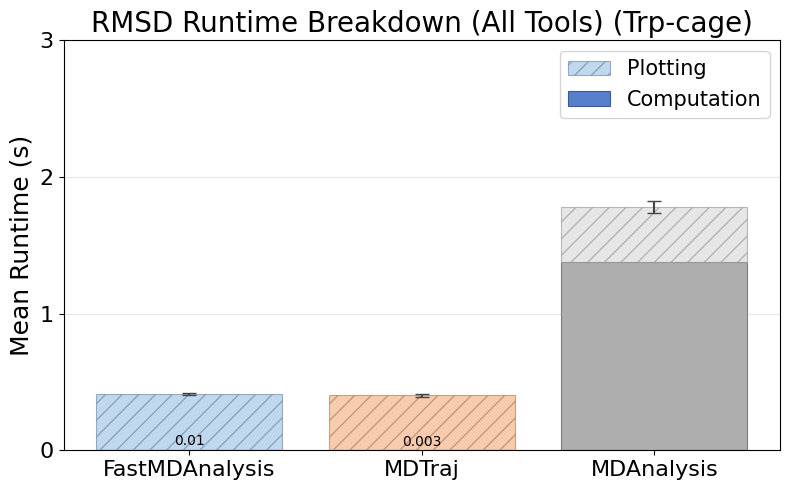 RMSD Runtime Breakdown (All Tools) (Trp-cage)
Mean Runtime (s)
3
2
1
0
Plotting
Computation
0.01
0.003
FastMDAnalysis
MDTraj
MDAnalysis